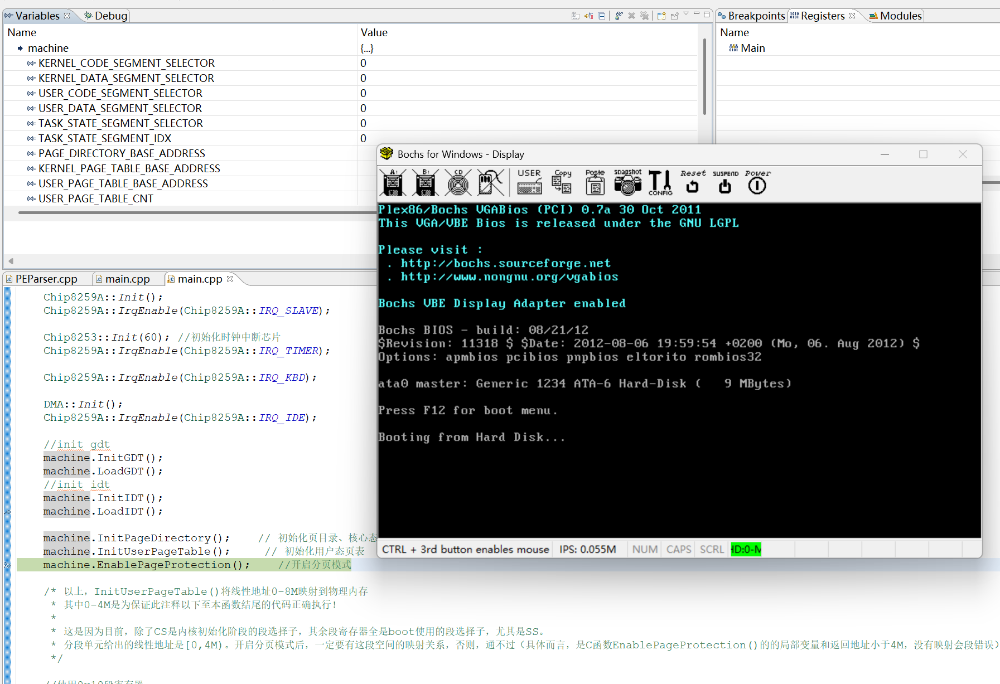 Variables
Debug
Breakpoints
Registers
Modules
Name
Value
Name
machine
{...}
Main
KERNEL_CODE_SEGMENT_SELECTOR
0
KERNEL_DATA_SEGMENT_SELECTOR
0
USER_CODE_SEGMENT_SELECTOR
0
USER_DATA_SEGMENT_SELECTOR
0
TASK_STATE_SEGMENT_SELECTOR
0
TASK_STATE_SEGMENT_IDX
0
PAGE_DIRECTORY_BASE_ADDRESS
KERNEL_PAGE_TABLE_BASE_ADDRESS
USER_PAGE_TABLE_BASE_ADDRESS
USER_PAGE_TABLE_CNT
Bochs for Windows - Display
A:
B:
CD
USER
Copy
Paste
snapshot
CONFIG
Reset
SUSPEND
Power
Plex86/Bochs VGABios (PCI) 0.7a 30 Oct 2011
This VGA/VBE Bios is released under the GNU LGPL
Please visit :
. http://bochs.sourceforge.net
. http://www.nongnu.org/vgabios
Bochs VBE Display Adapter enabled
Bochs BIOS - build: 08/21/12
$Revision: 11318 $ $Date: 2012-08-06 19:59:54 +0200 (Mo, 06. Aug 2012) $
Options: apmbios pcibios pnpbios eltorito rombios32
ata0 master: Generic 1234 ATA-6 Hard-Disk (   9 MBytes)
Press F12 for boot menu.
Booting from Hard Disk...
CTRL + 3rd button enables mouse
IPS: 0.055M
NUM
CAPS
SCRL
HD:0-M
PEParser.cpp
main.cpp
main.cpp
Chip8259A::Init();
Chip8259A::IrqEnable(Chip8259A::IRQ_SLAVE);
Chip8253::Init(60); //初始化时钟中断芯片
Chip8259A::IrqEnable(Chip8259A::IRQ_TIMER);
Chip8259A::IrqEnable(Chip8259A::IRQ_KBD);
DMA::Init();
Chip8259A::IrqEnable(Chip8259A::IRQ_IDE);
//init gdt
machine.InitGDT();
machine.LoadGDT();
//init idt
machine.InitIDT();
machine.LoadIDT();
machine.InitPageDirectory();    // 初始化页目录、核心态
machine.InitUserPageTable();     // 初始化用户态页表
machine.EnablePageProtection();    //开启分页模式
/* 以上，InitUserPageTable()将线性地址0-8M映射到物理内存
* 其中0-4M是为保证此注释以下至本函数结尾的代码正确执行！
*
* 这是因为目前，除了CS是内核初始化阶段的段选择子，其余段寄存器全是boot使用的段选择子，尤其是SS。
* 分段单元给出的线性地址是[0,4M)。开启分页模式后，一定要有这段空间的映射关系，否则，通不过（具体而言，是C函数EnablePageProtection()的的局部变量和返回地址小于4M，没有映射会段错误）
*/
//使用0x10段寄存器